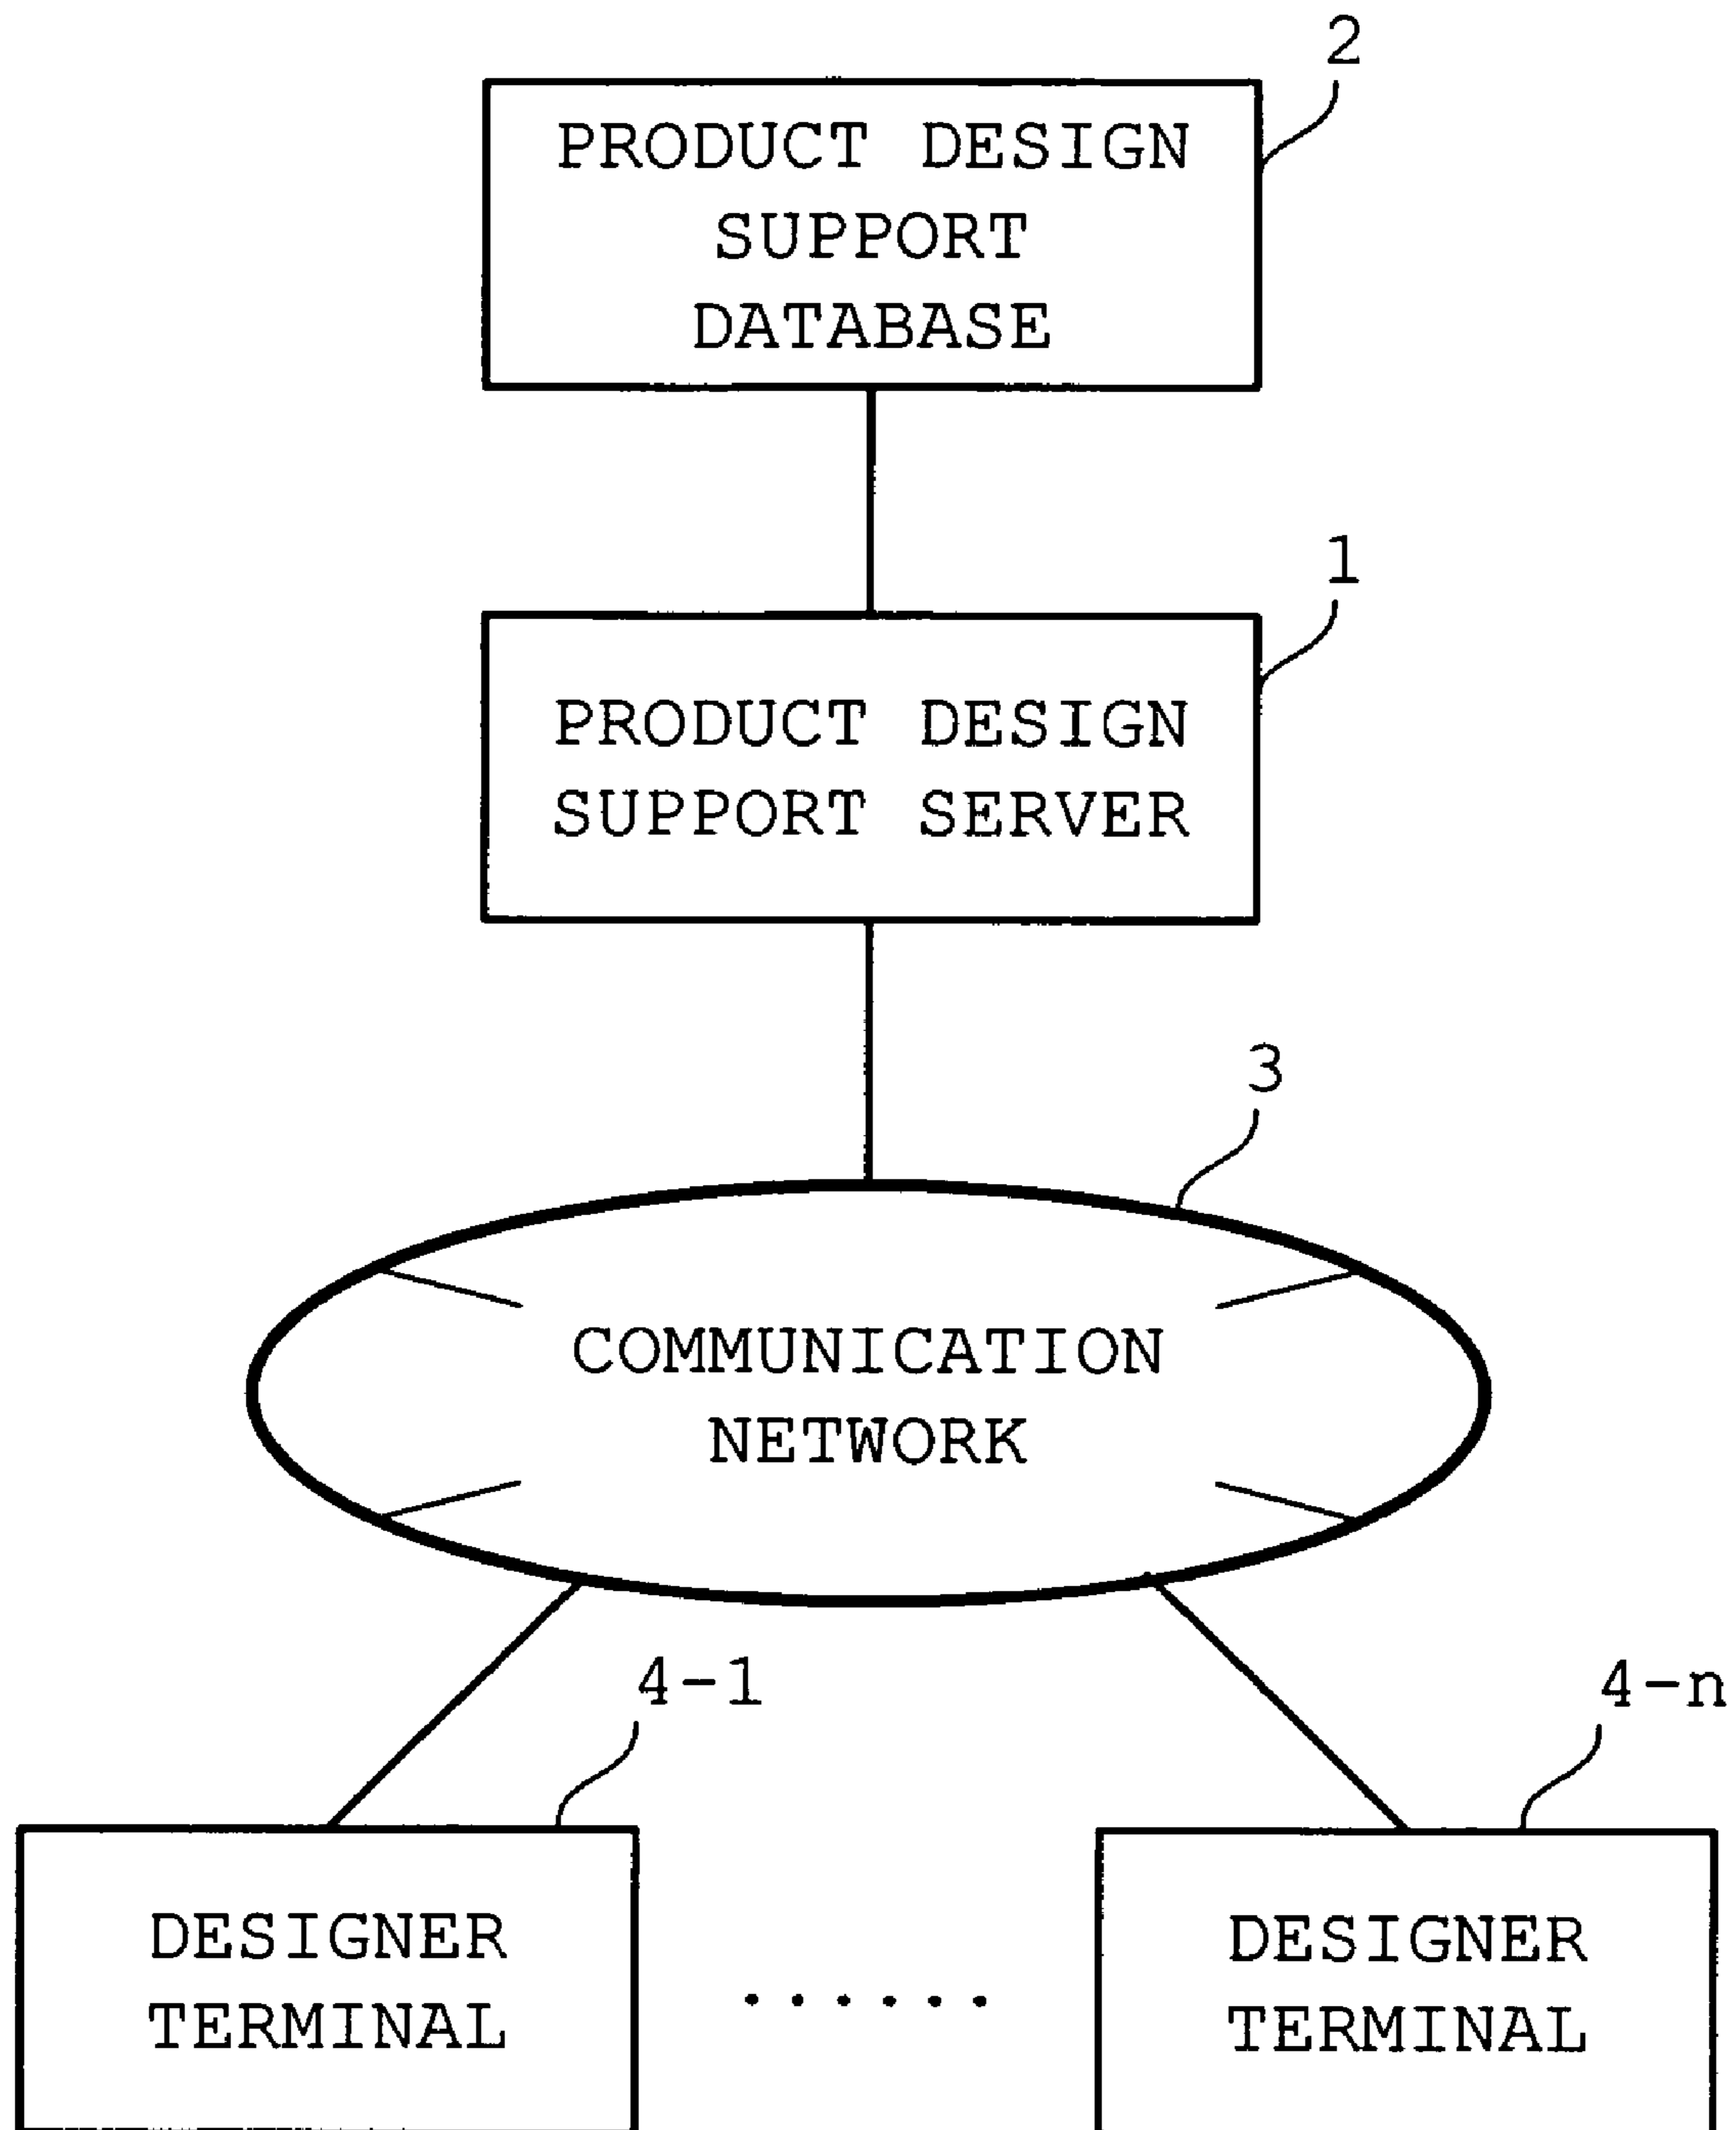 2
PRODUCT DESIGN
SUPPORT
DATABASE
1
PRODUCT DESIGN
SUPPORT SERVER
3
COMMUNICATION
NETWORK
4-1
4-n
DESIGNER
TERMINAL
......
DESIGNER
TERMINAL